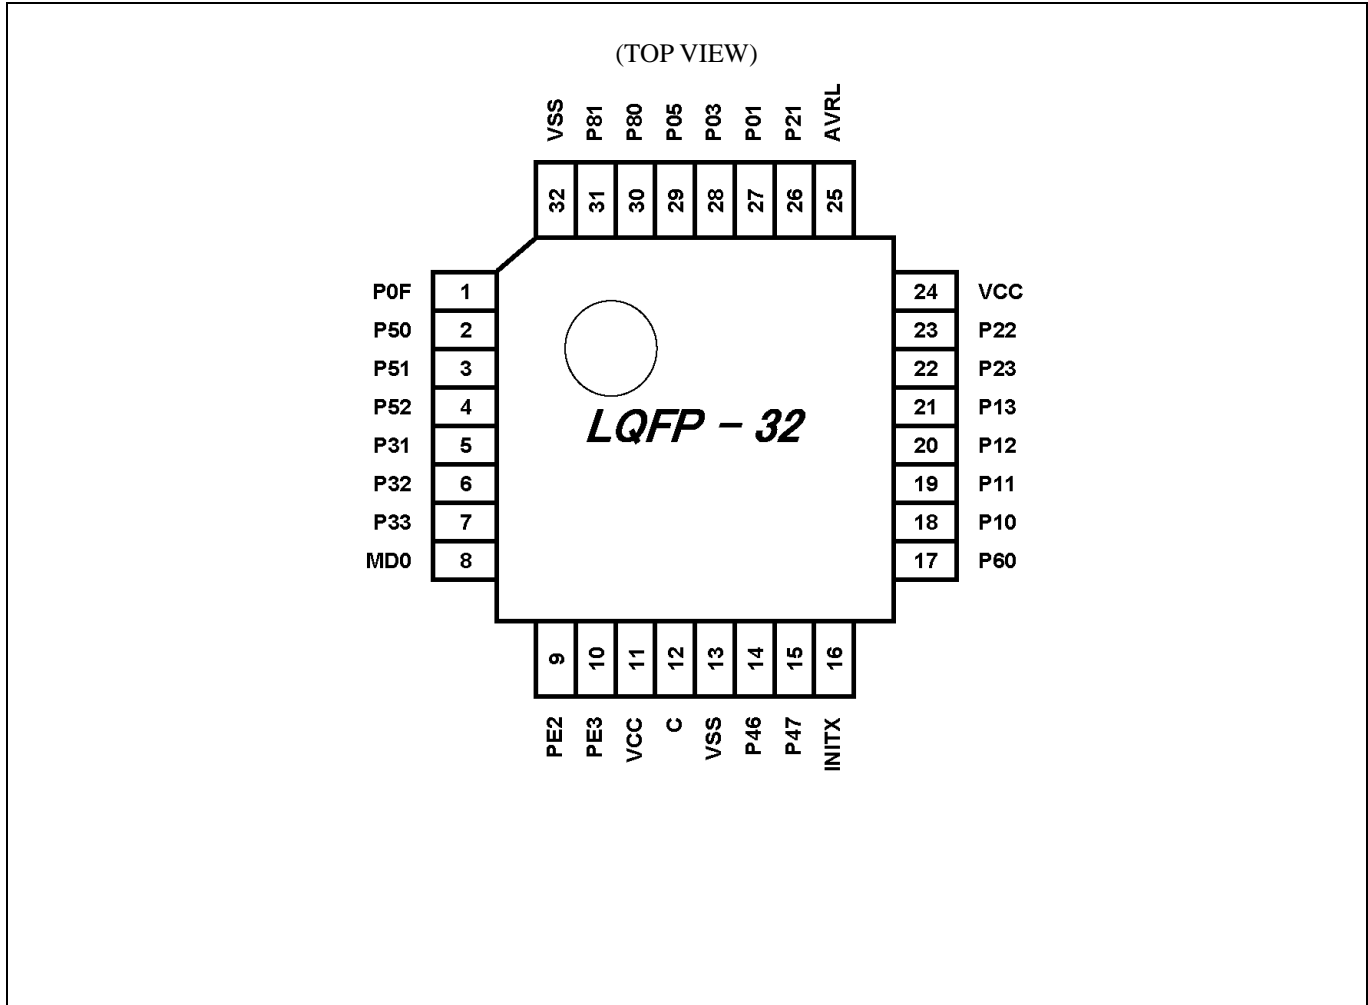 (TOP VIEW)
VSS P81 P80 P05 P03 P01 P21 AVRL
32 31 30 29 28 27 26 25
P0F 1 24 VCC
P50 2 23 P22
P51 3 22 P23
P52 4 21 P13
P31 5 20 P12
P32 6 19 P11
P33 7 18 P10
MD0 8 17 P60
LQFP - 32
9 10 11 12 13 14 15 16
PE2 PE3 VCC C VSS P46 P47 INITX